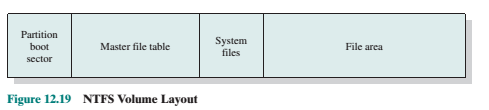 Partition
boot
sector
Master file table
System
files
File area
Figure 12.19 NTFS Volume Layout